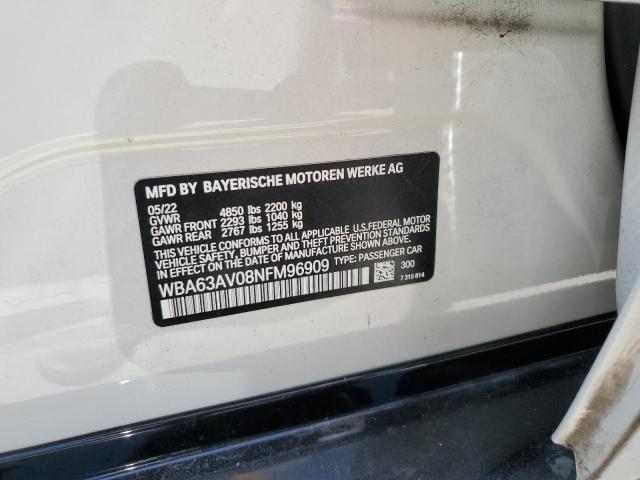 MFD BY BAYERISCHE MOTOREN WERKE AG
05/22
GVWR 4850 lbs 2200 kg
GAWR FRONT 2293 lbs 1040 kg
GAWR REAR 2767 lbs 1255 kg
THIS VEHICLE CONFORMS TO ALL APPLICABLE U.S.FEDERAL MOTOR
VEHICLE SAFETY, BUMPER, AND THEFT PREVENTION STANDARDS
IN EFFECT ON THE DATE OF MANUFACTURE SHOWN ABOVE.
WBA63AV08NFM96909 TYPE: PASSENGER CAR
300
7 315 814